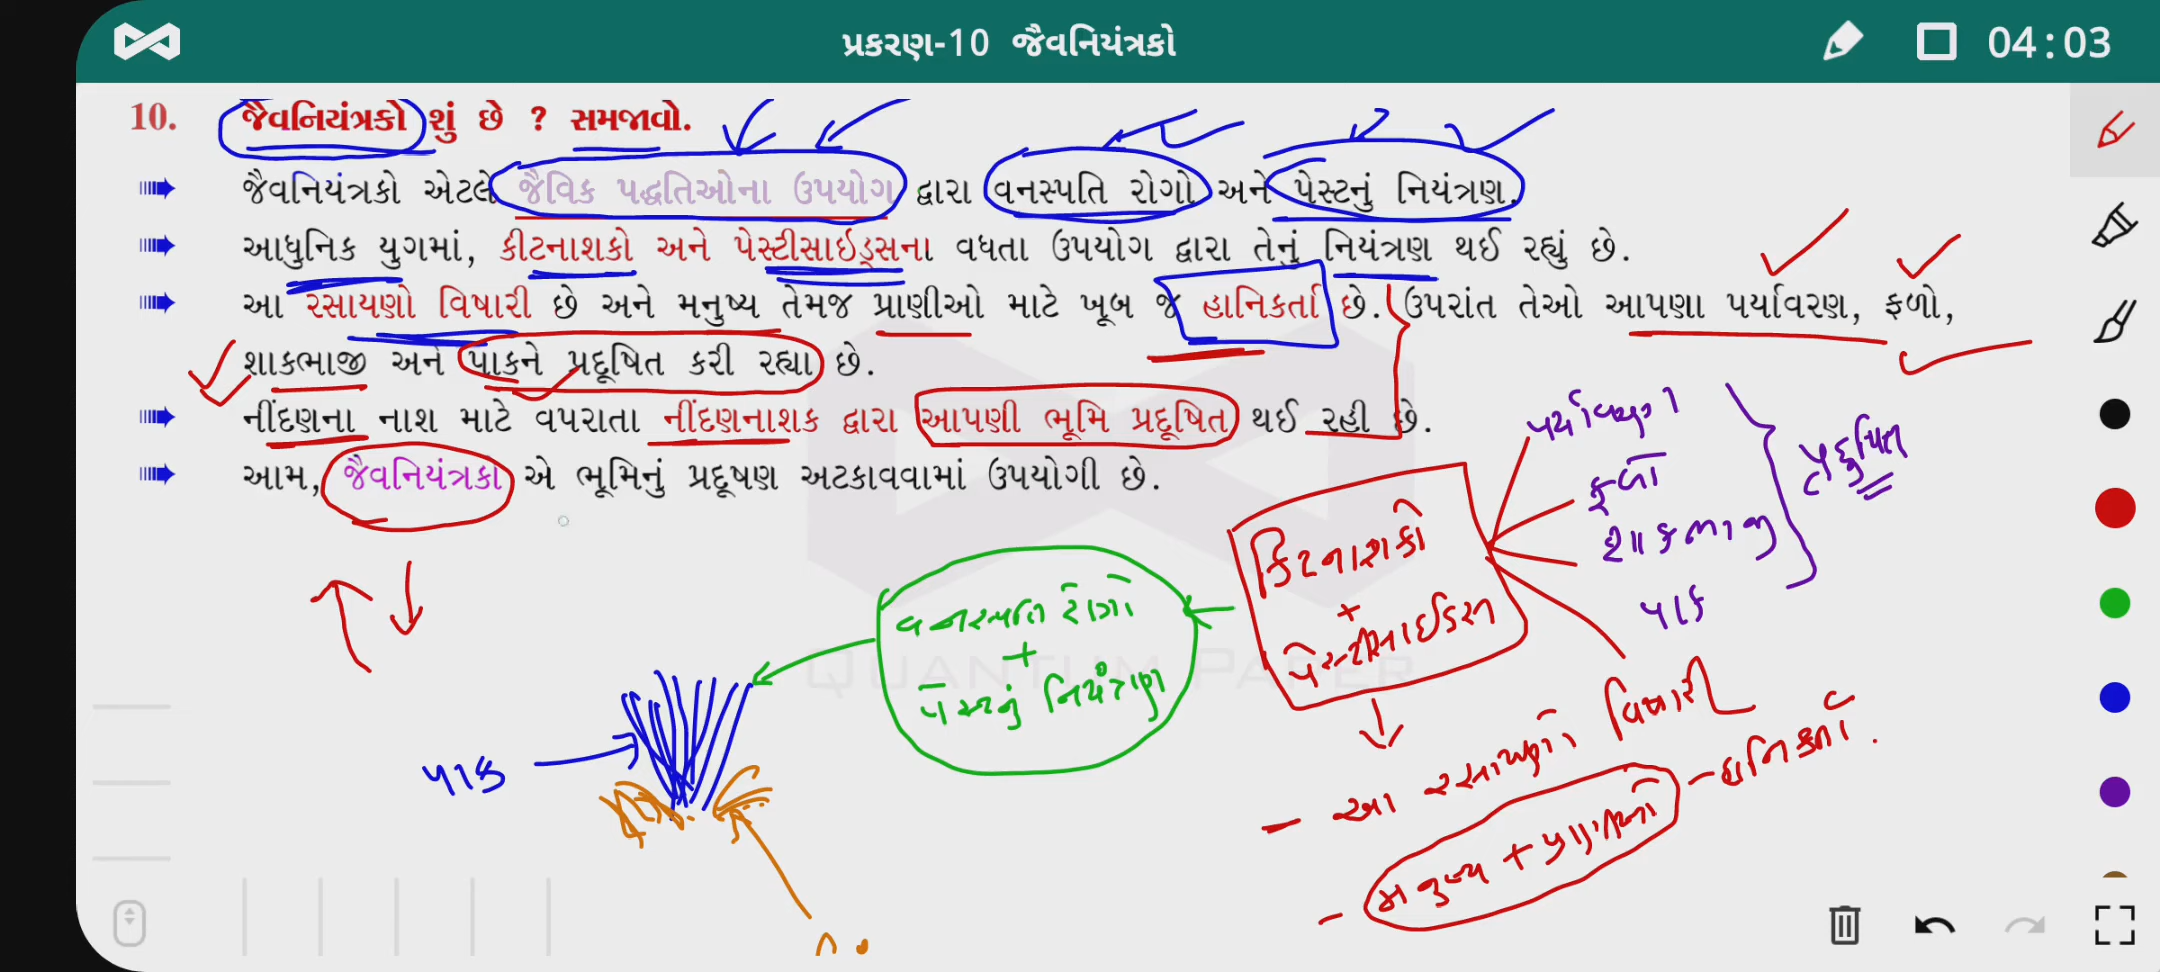 પ્રકરણ-10 જૈવનિયંત્રકો
04:03
10. જૈવનિયંત્રકો શું છે ? સમજાવો.
જૈવનિયંત્રકો એટલે જૈવિક પદ્ધતિઓના ઉપયોગ દ્વારા વનસ્પતિ રોગો અને પેસ્ટનું નિયંત્રણ.
આધુનિક યુગમાં, કીટનાશકો અને પેસ્ટીસાઈડ્સના વધતા ઉપયોગ દ્વારા તેનું નિયંત્રણ થઈ રહ્યું છે.
આ રસાયણો વિષારી છે અને મનુષ્ય તેમજ પ્રાણીઓ માટે ખૂબ જ હાનિકર્તા છે. ઉપરાંત તેઓ આપણા પર્યાવરણ, ફળો,
શાકભાજી અને પાકને પ્રદૂષિત કરી રહ્યા છે.
નીંદણના નાશ માટે વપરાતા નીંદણનાશક દ્વારા આપણી ભૂમિ પ્રદૂષિત થઈ રહી છે.
આમ, જૈવનિયંત્રકો એ ભૂમિનું પ્રદૂષણ અટકાવવામાં ઉપયોગી છે.
QUANTUM PAPER
પર્યાવરણ
ફળો
શાકભાજી
પાક
પ્રદુષિત
કિટનાશકો
+
પેસ્ટીસાઈડસ
વનસ્પતિ રોગો
+
પેસ્ટનું નિયંત્રણ
પાક
- આ રસાયણો વિષારી
- મનુષ્ય + પ્રાણીઓ - હાનિકર્તા.